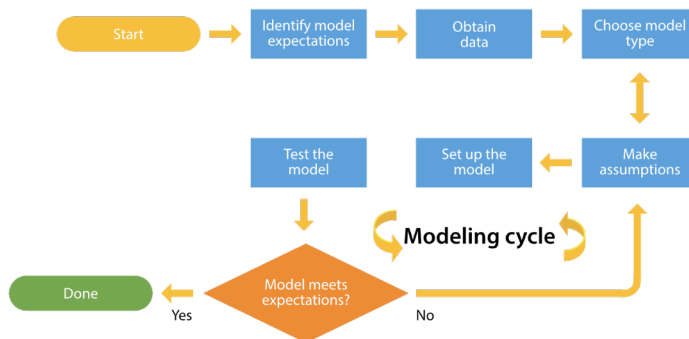 Start
Identify model
expectations
Obtain
data
Choose model
type
Test the
model
Set up the
model
Make
assumptions
Modeling cycle
Model meets
expectations?
Done
Yes
No